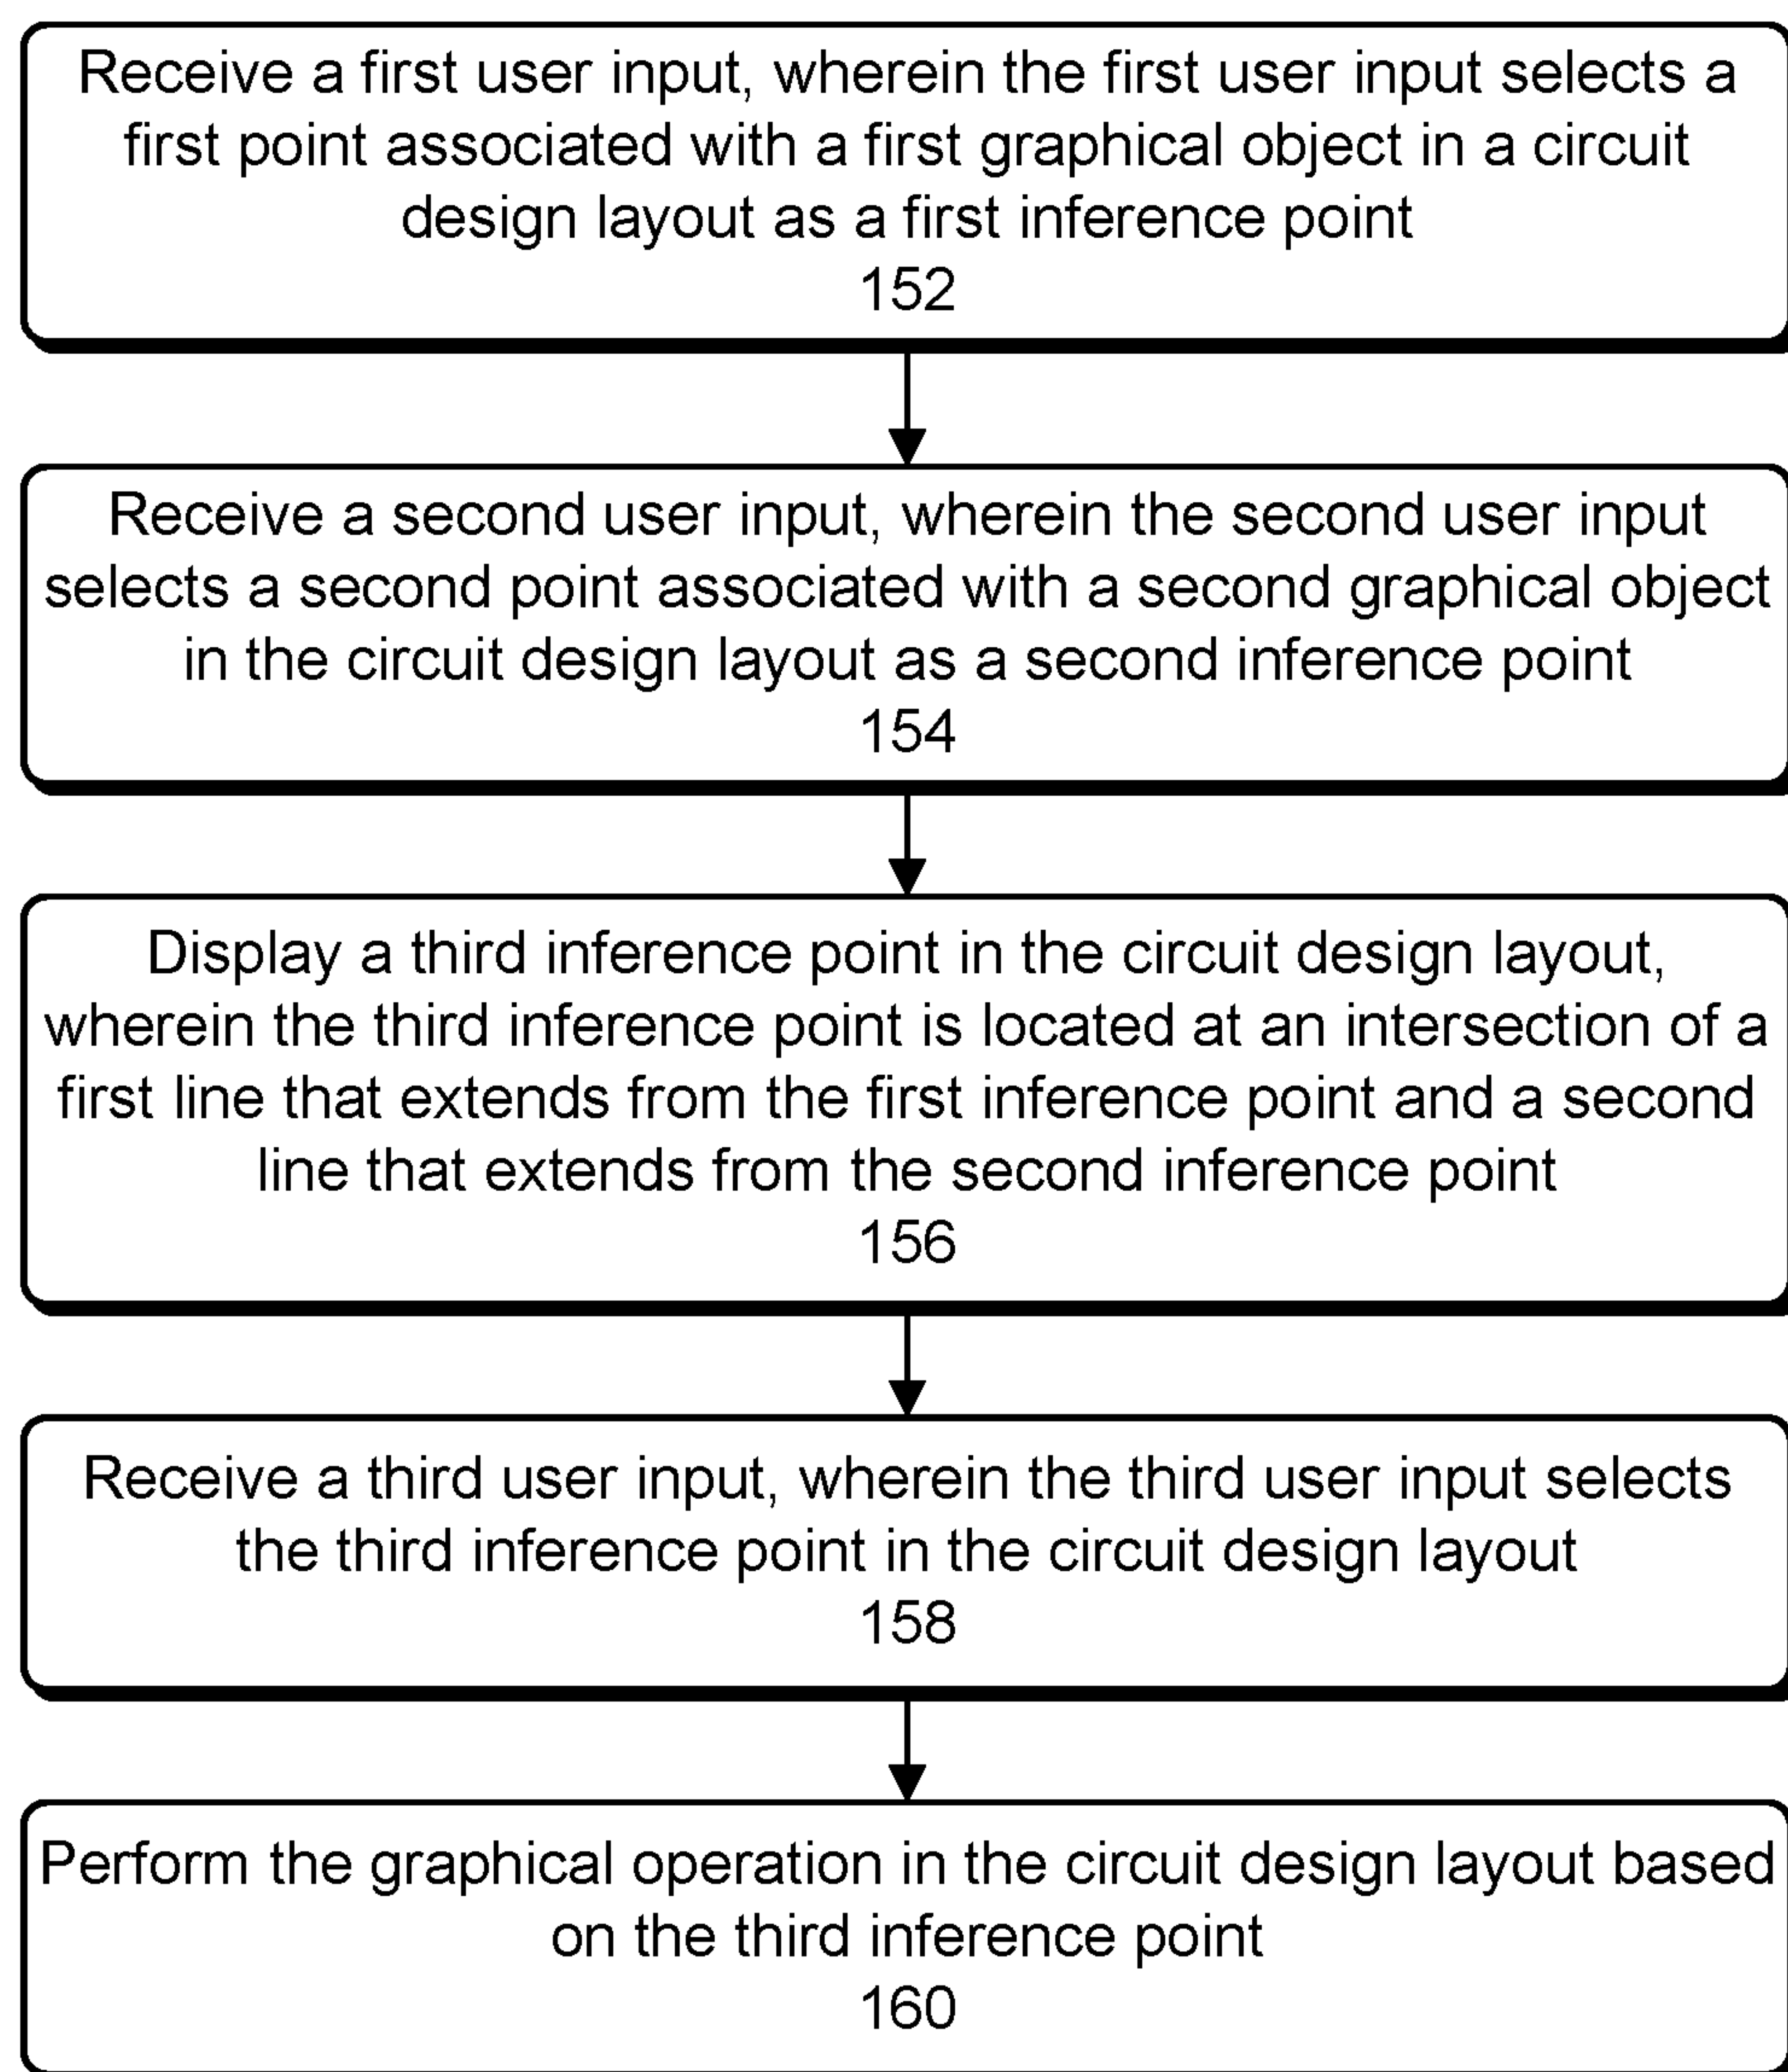 Receive a first user input, wherein the first user input selects a
first point associated with a first graphical object in a circuit
design layout as a first inference point
152
Receive a second user input, wherein the second user input
selects a second point associated with a second graphical object
in the circuit design layout as a second inference point
154
Display a third inference point in the circuit design layout,
wherein the third inference point is located at an intersection of a
first line that extends from the first inference point and a second
line that extends from the second inference point
156
Receive a third user input, wherein the third user input selects
the third inference point in the circuit design layout
158
Perform the graphical operation in the circuit design layout based
on the third inference point
160